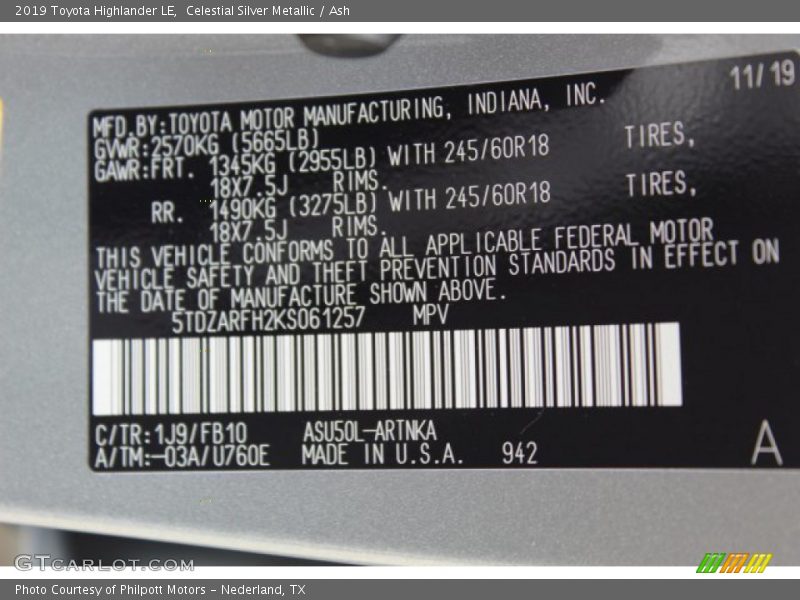 2019 Toyota Highlander LE,  Celestial Silver Metallic / Ash
11/19
MFD.BY:TOYOTA MOTOR MANUFACTURING, INDIANA, INC.
GVWR:2570KG (5665LB)
GAWR:FRT. 1345KG (2955LB) WITH 245/60R18 TIRES,
18X7.5J RIMS.
RR. 1490KG (3275LB) WITH 245/60R18 TIRES,
18X7.5J RIMS.
THIS VEHICLE CONFORMS TO ALL APPLICABLE FEDERAL MOTOR
VEHICLE SAFETY AND THEFT PREVENTION STANDARDS IN EFFECT ON
THE DATE OF MANUFACTURE SHOWN ABOVE.
5TDZARFH2KS061257 MPV
C/TR:1J9/FB10 ASU50L-ARTNKA
A/TM:-03A/U760E MADE IN U.S.A. 942
A
GTCARLOT.COM
Photo Courtesy of Philpott Motors - Nederland, TX